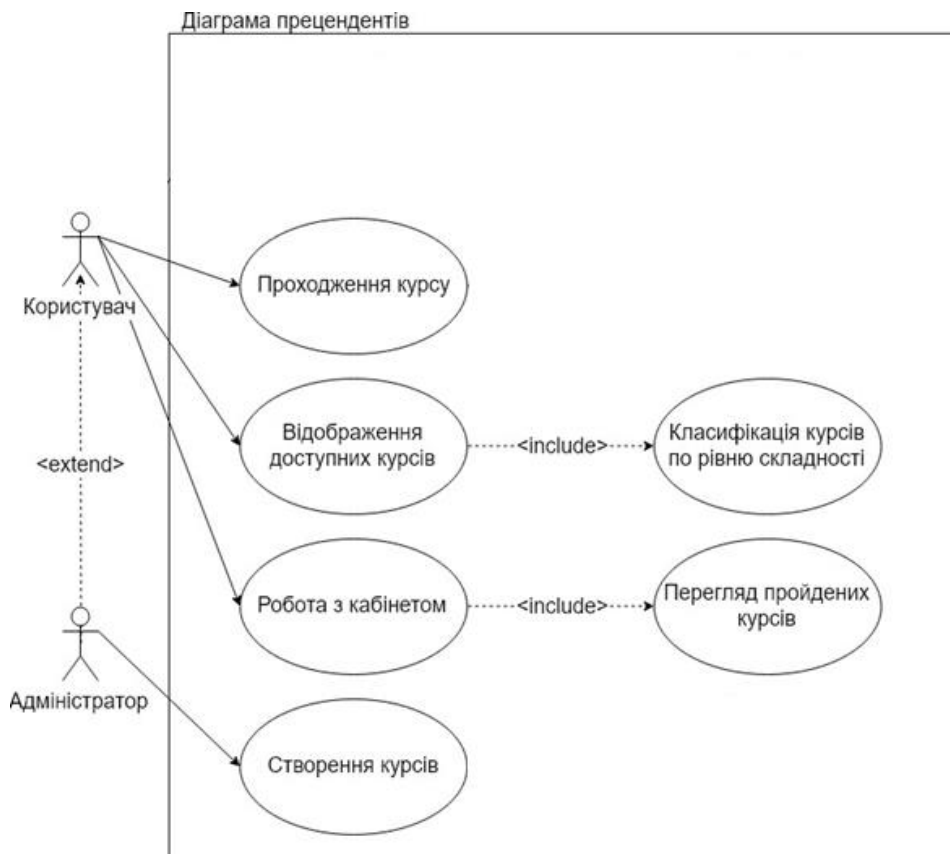 Діаграма прецендентів
Користувач
Проходження курсу
Відображення
доступних курсів
<include>
Класифікація курсів
по рівню складності
<extend>
Робота з кабінетом
<include>
Перегляд пройдених
курсів
Адміністратор
Створення курсів